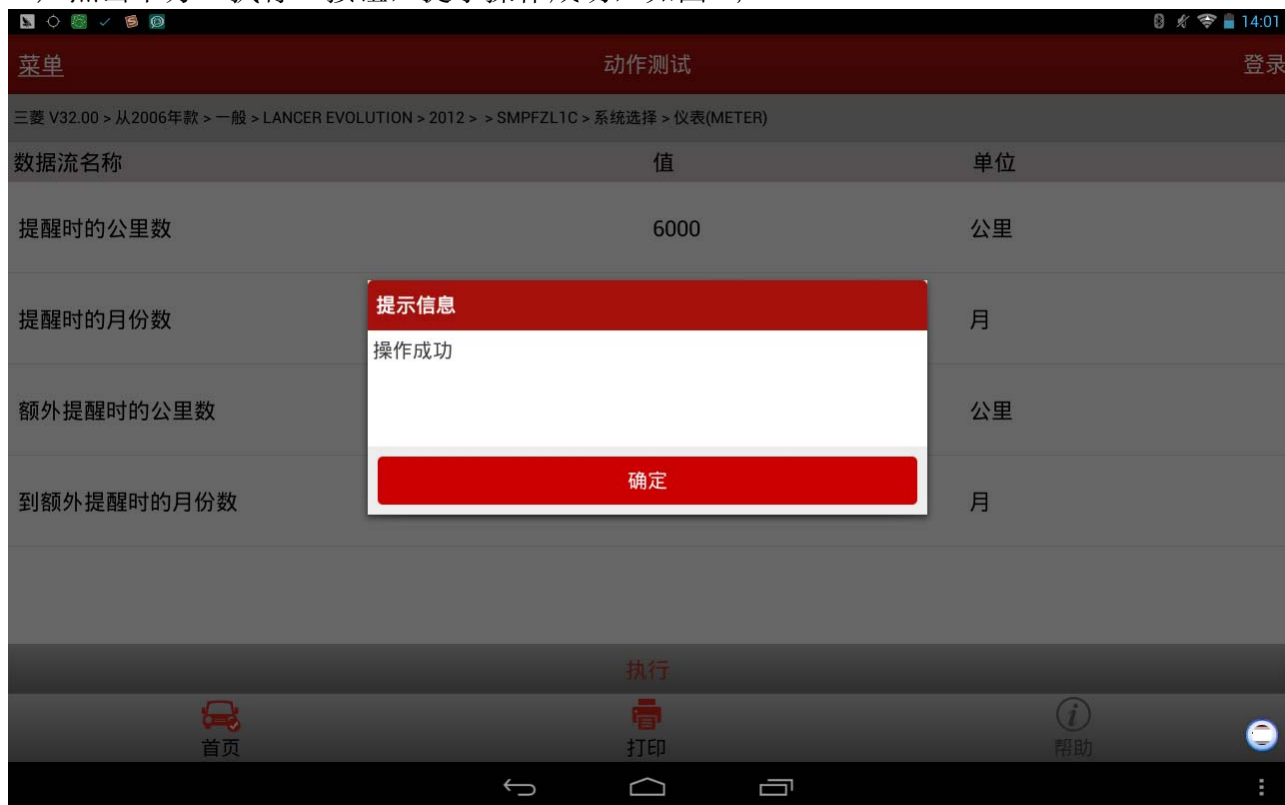 14:01
菜单 动作测试 登录
三菱 V32.00 > 从2006年款 > 一般 > LANCER EVOLUTION > 2012 > > SMPFZL1C > 系统选择 > 仪表(METER)
数据流名称 值 单位
提醒时的公里数 6000 公里
提醒时的月份数 月
提示信息
操作成功
额外提醒时的公里数 公里
确定
到额外提醒时的月份数 月
执行
首页 打印 帮助